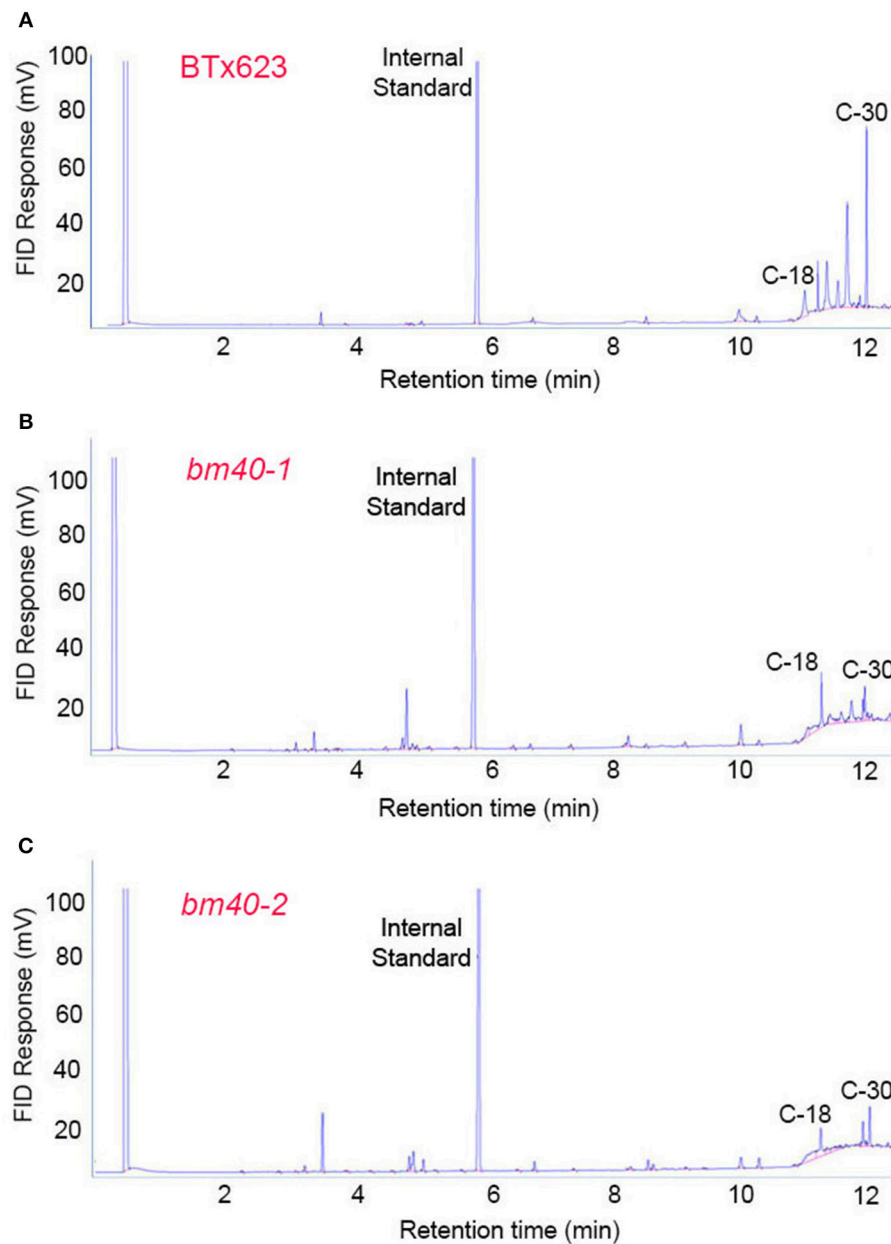 A
BTx623
Internal
Standard
C-30
C-18
FID Response (mV)
100
80
60
40
20
2 4 6 8 10 12
Retention time (min)
B
bm40-1
Internal
Standard
C-18
C-30
FID Response (mV)
100
80
60
40
20
2 4 6 8 10 12
Retention time (min)
C
bm40-2
Internal
Standard
C-30
C-18
FID Response (mV)
100
80
60
40
20
2 4 6 8 10 12
Retention time (min)